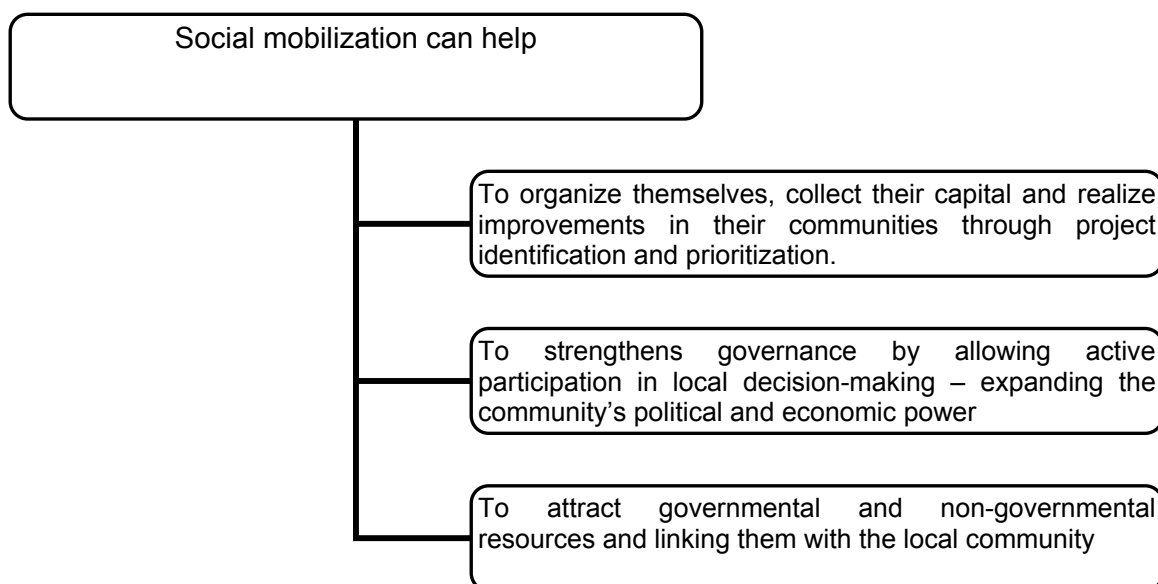 Social mobilization can help
To organize themselves, collect their capital and realize
improvements in their communities through project
identification and prioritization.
To strengthens governance by allowing active
participation in local decision-making – expanding the
community’s political and economic power
To attract governmental and non-governmental
resources and linking them with the local community